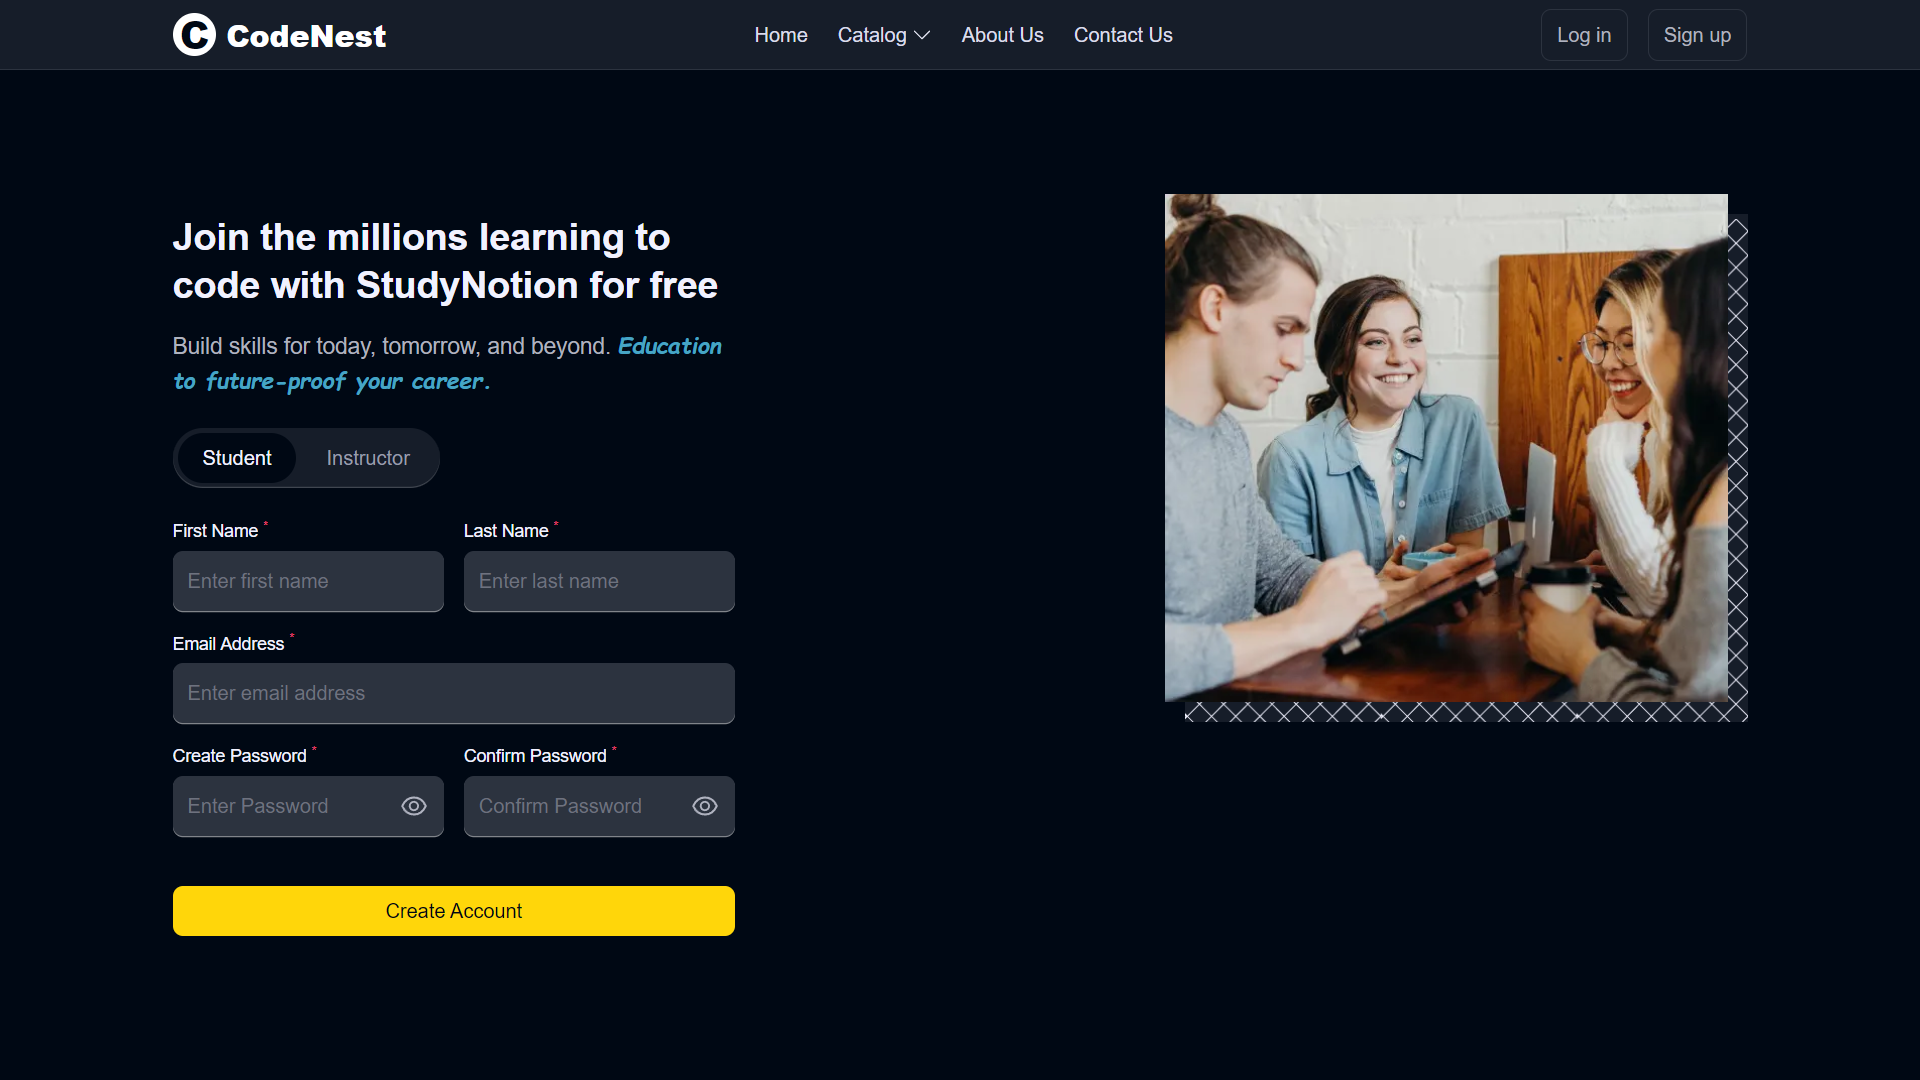 C CodeNest
Home Catalog About Us Contact Us Log in Sign up
Join the millions learning to
code with StudyNotion for free
Build skills for today, tomorrow, and beyond. Education
to future-proof your career.
Student Instructor
First Name * Last Name *
Enter first name Enter last name
Email Address *
Enter email address
Create Password * Confirm Password *
Enter Password Confirm Password
Create Account